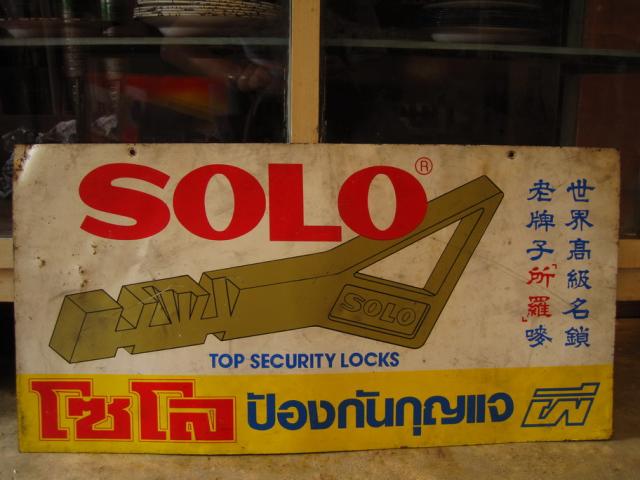 SOLO®
SOLO
TOP SECURITY LOCKS
世界高級名鎖
老牌子「所羅」嘜
โซโล ป้องกันกุญแจ ผี